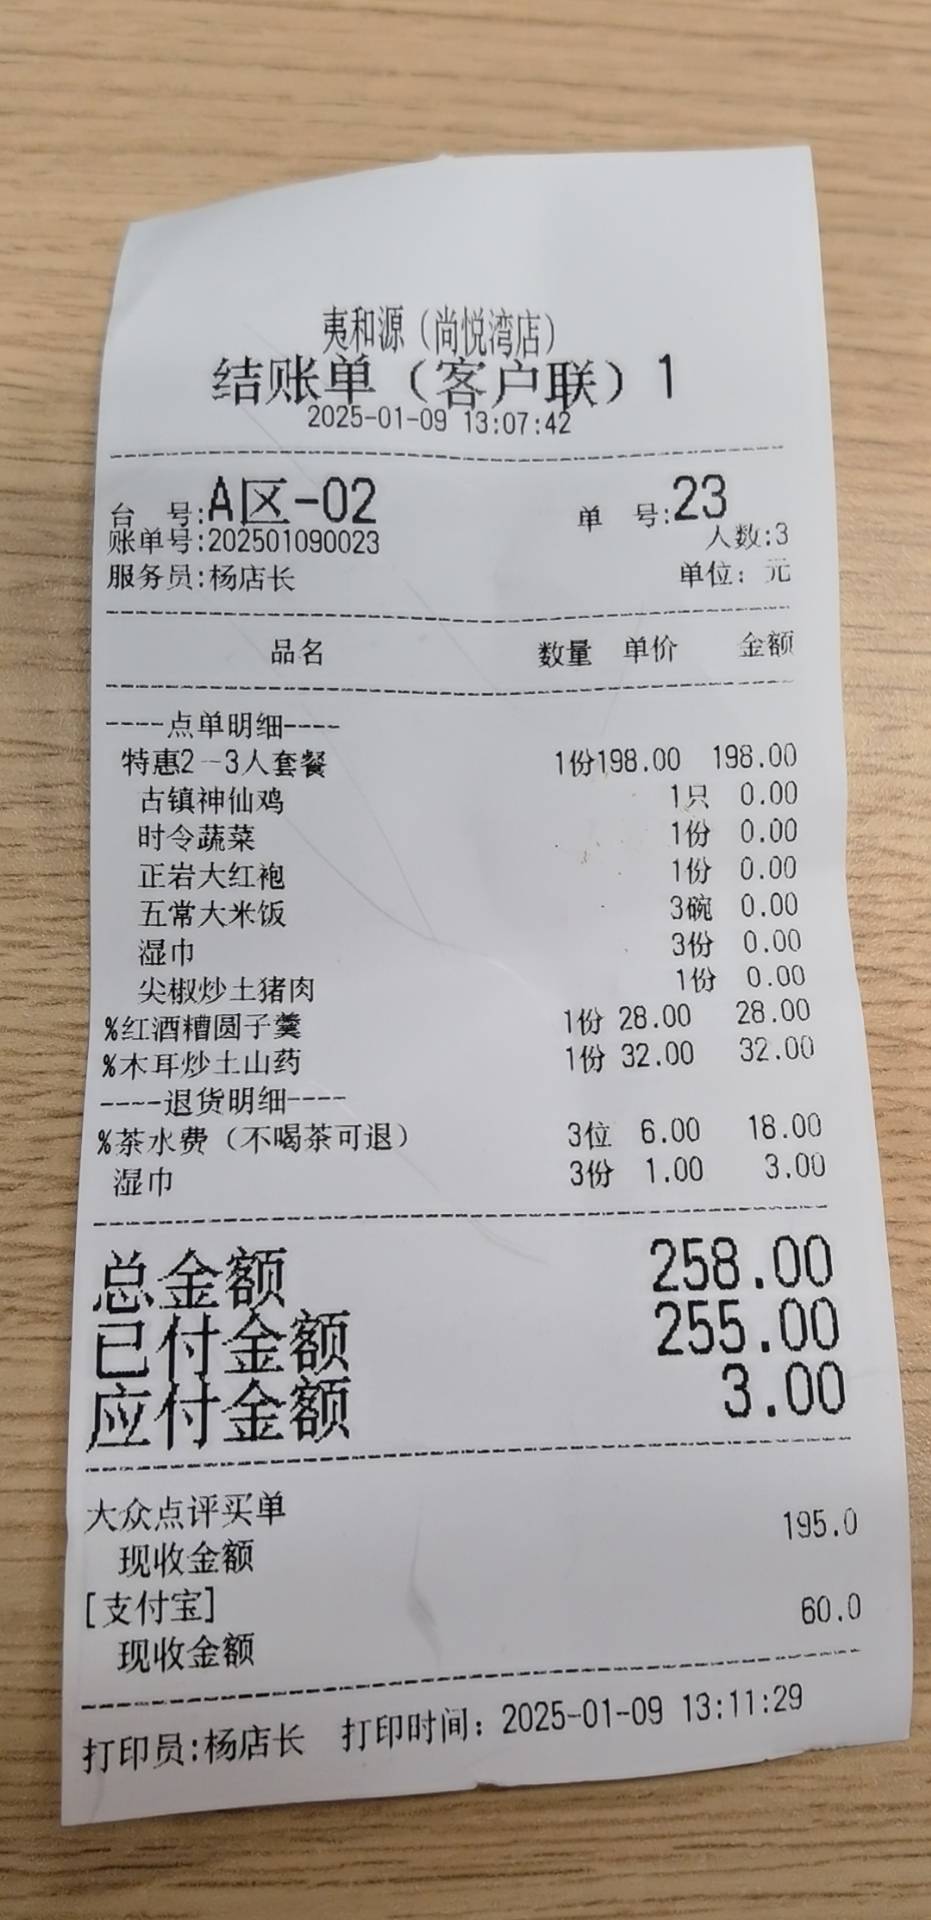 夷和源（尚悦湾店）
结账单（客户联）1
2025-01-09 13:07:42
台 号:A区-02 单 号:23
账单号:202501090023 人数:3
服务员:杨店长 单位：元
品名 数量 单价 金额
----点单明细----
特惠2-3人套餐 1份198.00 198.00
古镇神仙鸡 1只 0.00
时令蔬菜 1份 0.00
正岩大红袍 1份 0.00
五常大米饭 3碗 0.00
湿巾 3份 0.00
尖椒炒土猪肉 1份 0.00
%红酒糟圆子羹 1份 28.00 28.00
%木耳炒土山药 1份 32.00 32.00
----退货明细----
%茶水费（不喝茶可退） 3位 6.00 18.00
湿巾 3份 1.00 3.00
总金额 258.00
已付金额 255.00
应付金额 3.00
大众点评买单
现收金额 195.0
[支付宝]
现收金额 60.0
打印员:杨店长 打印时间：2025-01-09 13:11:29